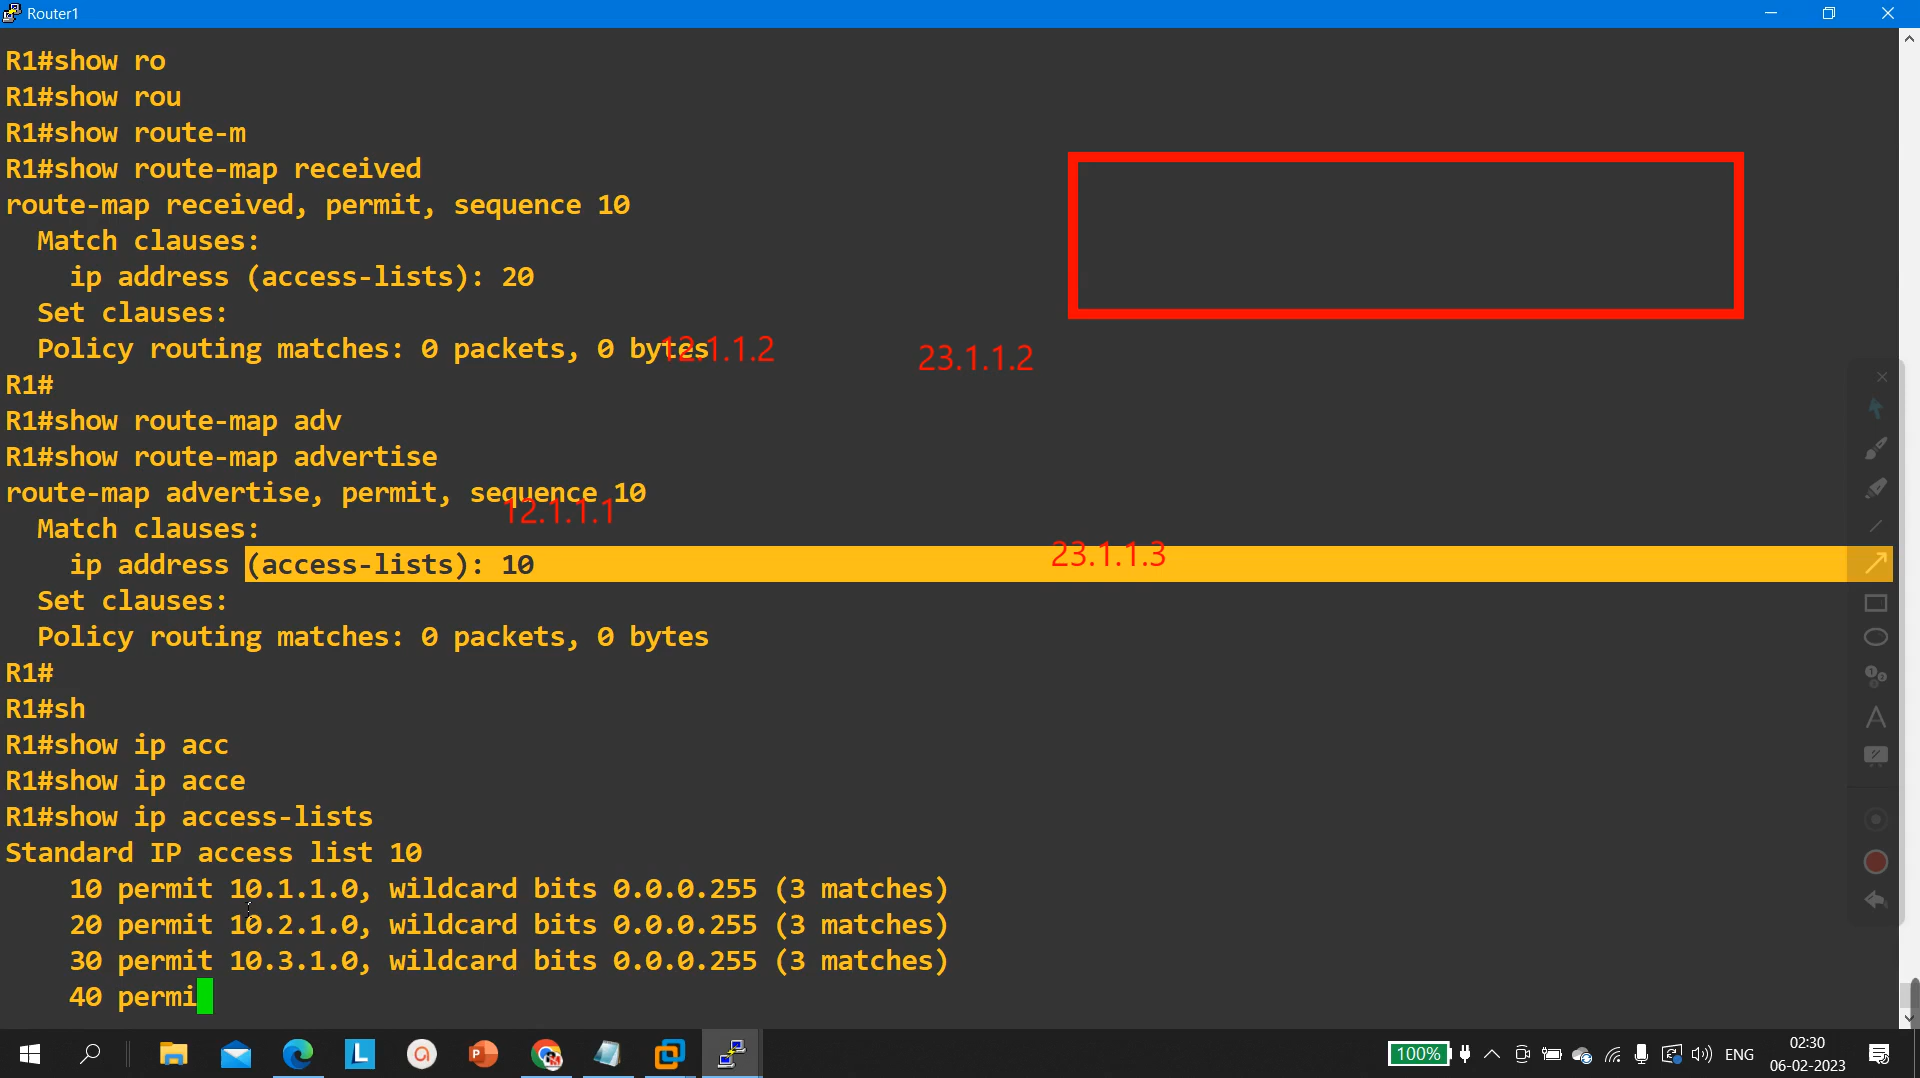 Router1
R1#show ro
R1#show rou
R1#show route-m
R1#show route-map received
route-map received, permit, sequence 10
Match clauses:
ip address (access-lists): 20
Set clauses:
Policy routing matches: 0 packets, 0 bytes
12.1.1.2
23.1.1.2
R1#
R1#show route-map adv
R1#show route-map advertise
route-map advertise, permit, sequence 10
12.1.1.1
Match clauses:
ip address (access-lists): 10
23.1.1.3
Set clauses:
Policy routing matches: 0 packets, 0 bytes
R1#
R1#sh
R1#show ip acc
R1#show ip acce
R1#show ip access-lists
Standard IP access list 10
10 permit 10.1.1.0, wildcard bits 0.0.0.255 (3 matches)
20 permit 10.2.1.0, wildcard bits 0.0.0.255 (3 matches)
30 permit 10.3.1.0, wildcard bits 0.0.0.255 (3 matches)
40 permi
100%
ENG
02:30
06-02-2023